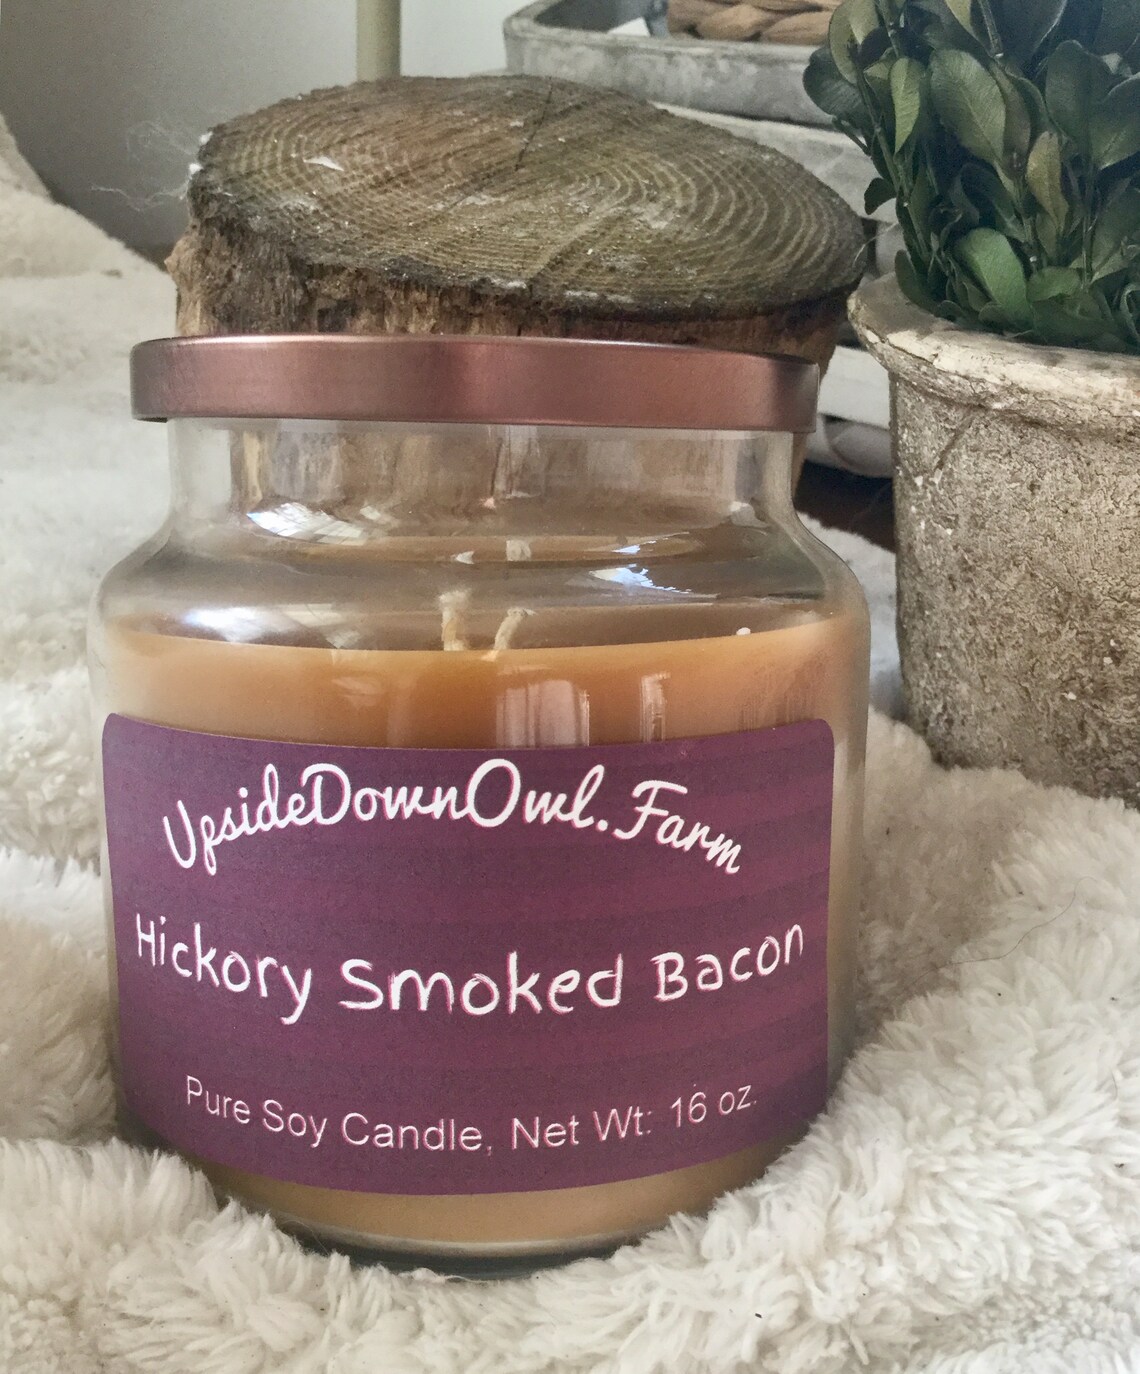 UpsideDownOwl.Farm
Hickory Smoked Bacon
Pure Soy Candle, Net Wt: 16 oz.